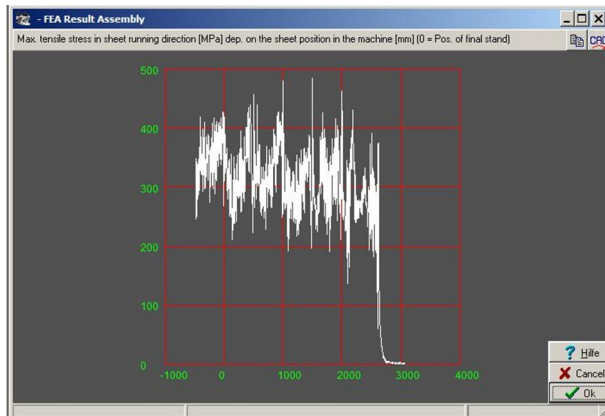 - FEA Result Assembly
Max. tensile stress in sheet running direction [MPa] dep. on the sheet position in the machine [mm] (0 = Pos. of final stand)
CAD
500
400
300
200
100
0
-1000 0 1000 2000 3000 4000
? Hilfe
Cancel
Ok